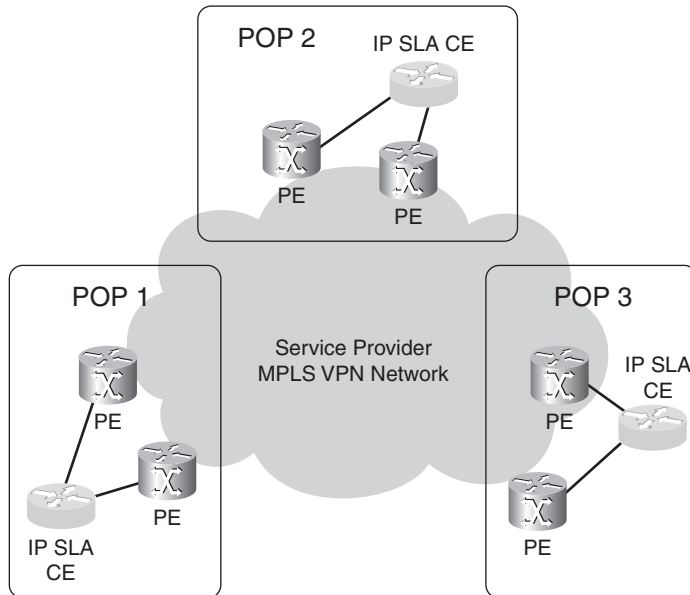 POP 2
IP SLA CE
PE
PE
POP 1
PE
PE
IP SLA
CE
Service Provider
MPLS VPN Network
POP 3
IP SLA
CE
PE
PE